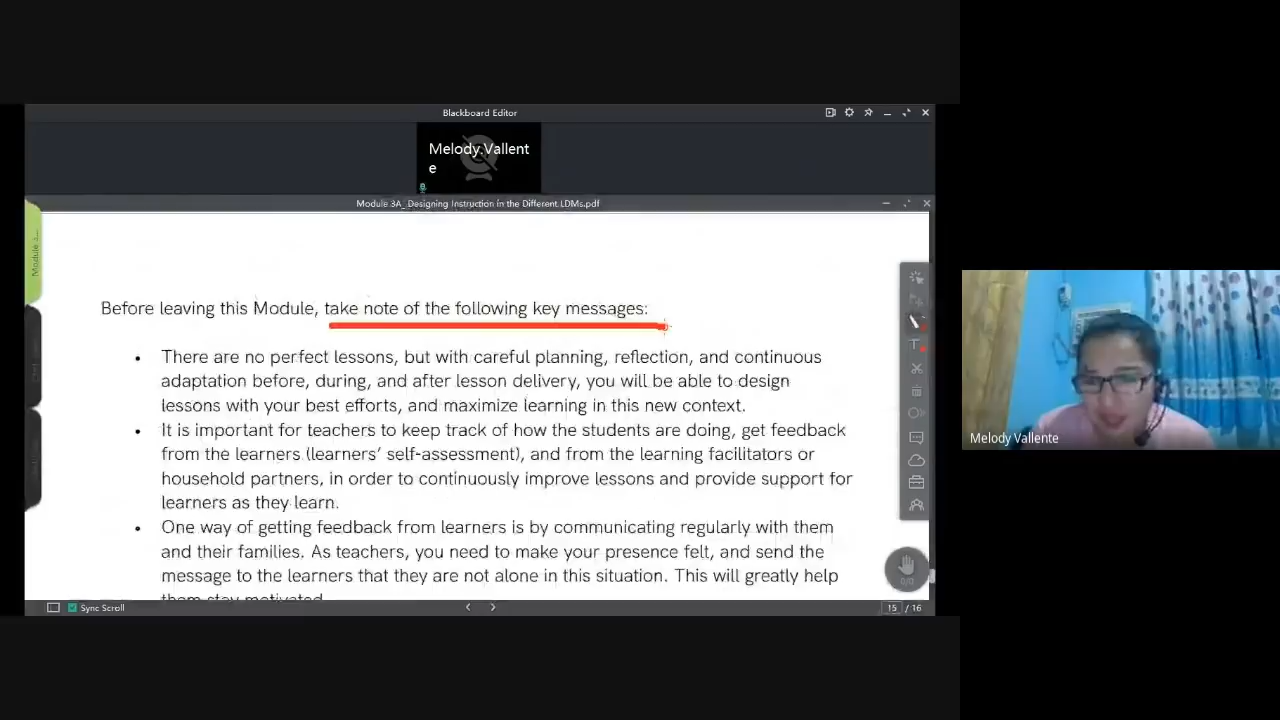 Blackboard Editor
Melody.Vallent
e
Module 3A_ Designing Instruction in the Different LDMs.pdf
Before leaving this Module, take note of the following key messages:
• There are no perfect lessons, but with careful planning, reflection, and continuous
adaptation before, during, and after lesson delivery, you will be able to design
lessons with your best efforts, and maximize learning in this new context.
• It is important for teachers to keep track of how the students are doing, get feedback
from the learners (learners' self-assessment), and from the learning facilitators or
household partners, in order to continuously improve lessons and provide support for
learners as they learn.
• One way of getting feedback from learners is by communicating regularly with them
and their families. As teachers, you need to make your presence felt, and send the
message to the learners that they are not alone in this situation. This will greatly help
them stay motivated.
0/0
Sync Scroll
15 / 16
Melody Vallente